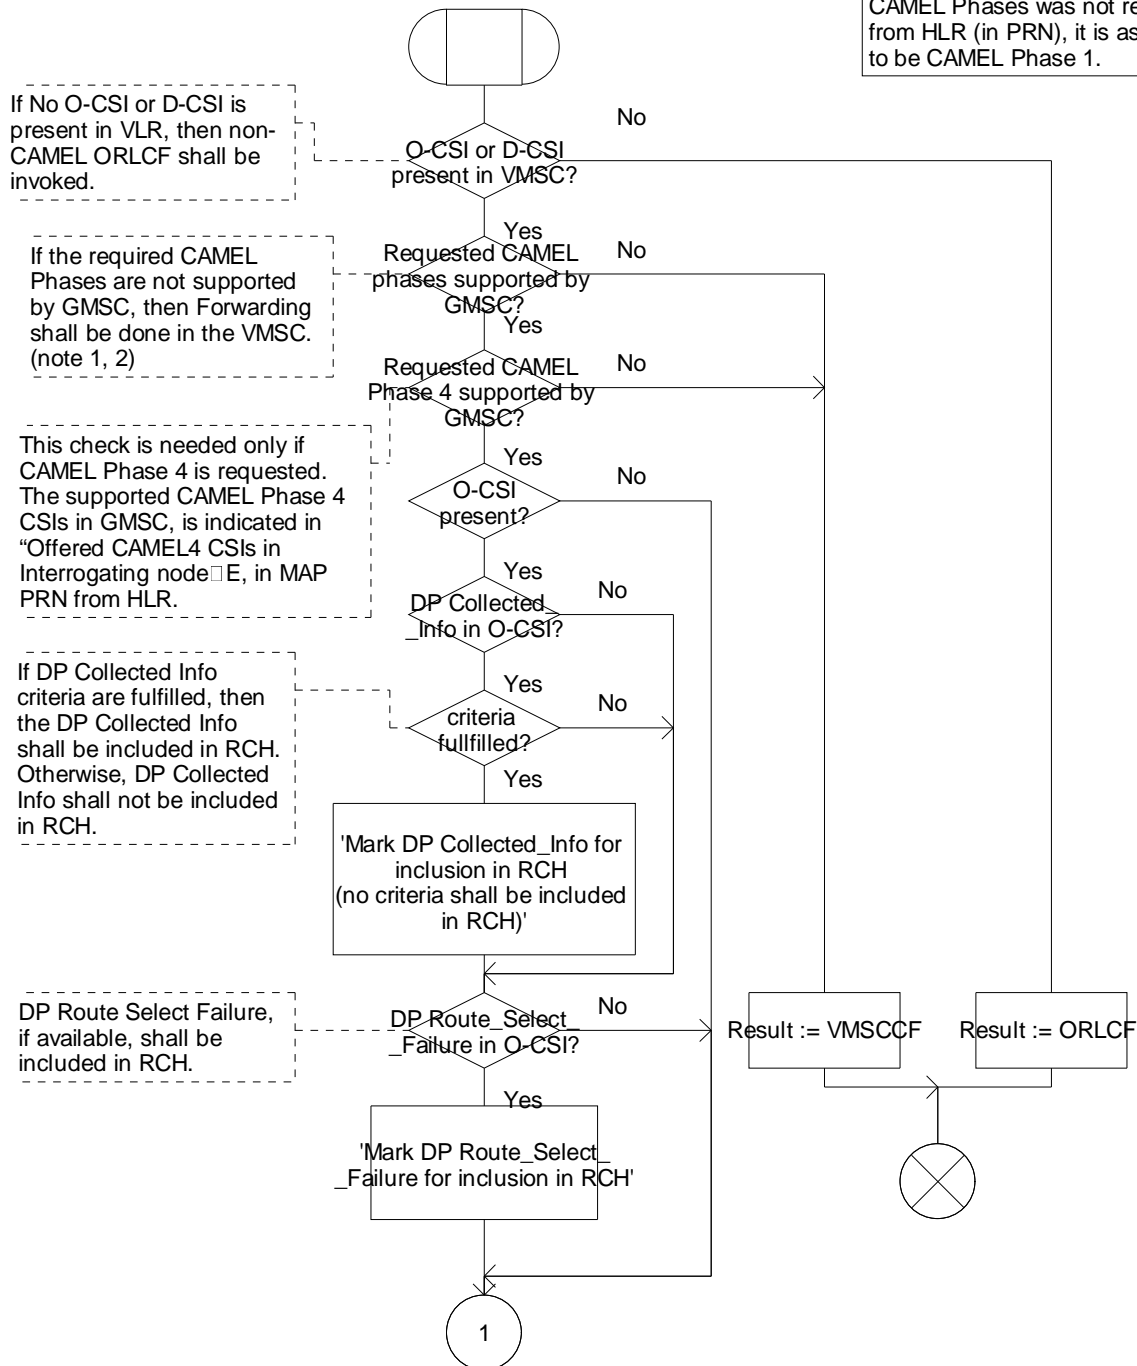 CAMEL Phases was not re
from HLR (in PRN), it is as
to be CAMEL Phase 1.
If No O-CSI or D-CSI is
present in VLR, then non-
CAMEL ORLCF shall be
invoked.
O-CSI or D-CSI
present in VMSC?
No
Yes
If the required CAMEL
Phases are not supported
by GMSC, then Forwarding
shall be done in the VMSC.
(note 1, 2)
Requested CAMEL
phases supported by
GMSC?
No
Yes
Requested CAMEL
Phase 4 supported by
GMSC?
No
Yes
This check is needed only if
CAMEL Phase 4 is requested.
The supported CAMEL Phase 4
CSIs in GMSC, is indicated in
“Offered CAMEL4 CSIs in
Interrogating node□E, in MAP
PRN from HLR.
O-CSI
present?
No
Yes
DP Collected_
_Info in O-CSI?
No
Yes
If DP Collected Info
criteria are fulfilled, then
the DP Collected Info
shall be included in RCH.
Otherwise, DP Collected
Info shall not be included
in RCH.
criteria
fullfilled?
No
Yes
'Mark DP Collected_Info for
inclusion in RCH
(no criteria shall be included
in RCH)'
DP Route Select Failure,
if available, shall be
included in RCH.
DP Route_Select_
_Failure in O-CSI?
No
Yes
Result := VMSCCF
Result := ORLCF
'Mark DP Route_Select_
_Failure for inclusion in RCH'
1